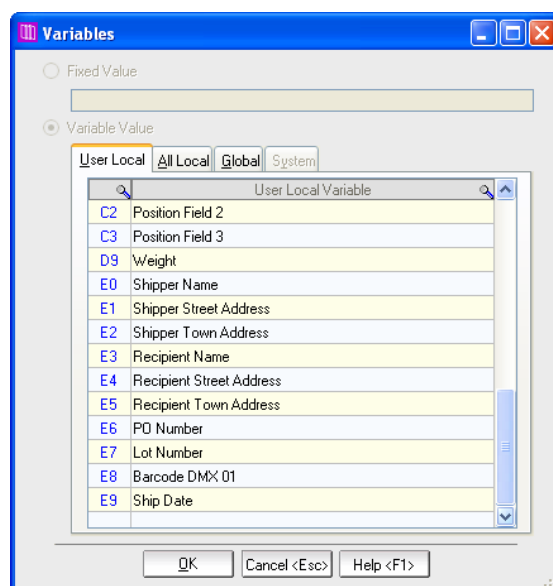 Variables
Fixed Value
Variable Value
User Local All Local Global System
User Local Variable
C2 Position Field 2
C3 Position Field 3
D9 Weight
E0 Shipper Name
E1 Shipper Street Address
E2 Shipper Town Address
E3 Recipient Name
E4 Recipient Street Address
E5 Recipient Town Address
E6 PO Number
E7 Lot Number
E8 Barcode DMX 01
E9 Ship Date
OK Cancel <Esc> Help <F1>